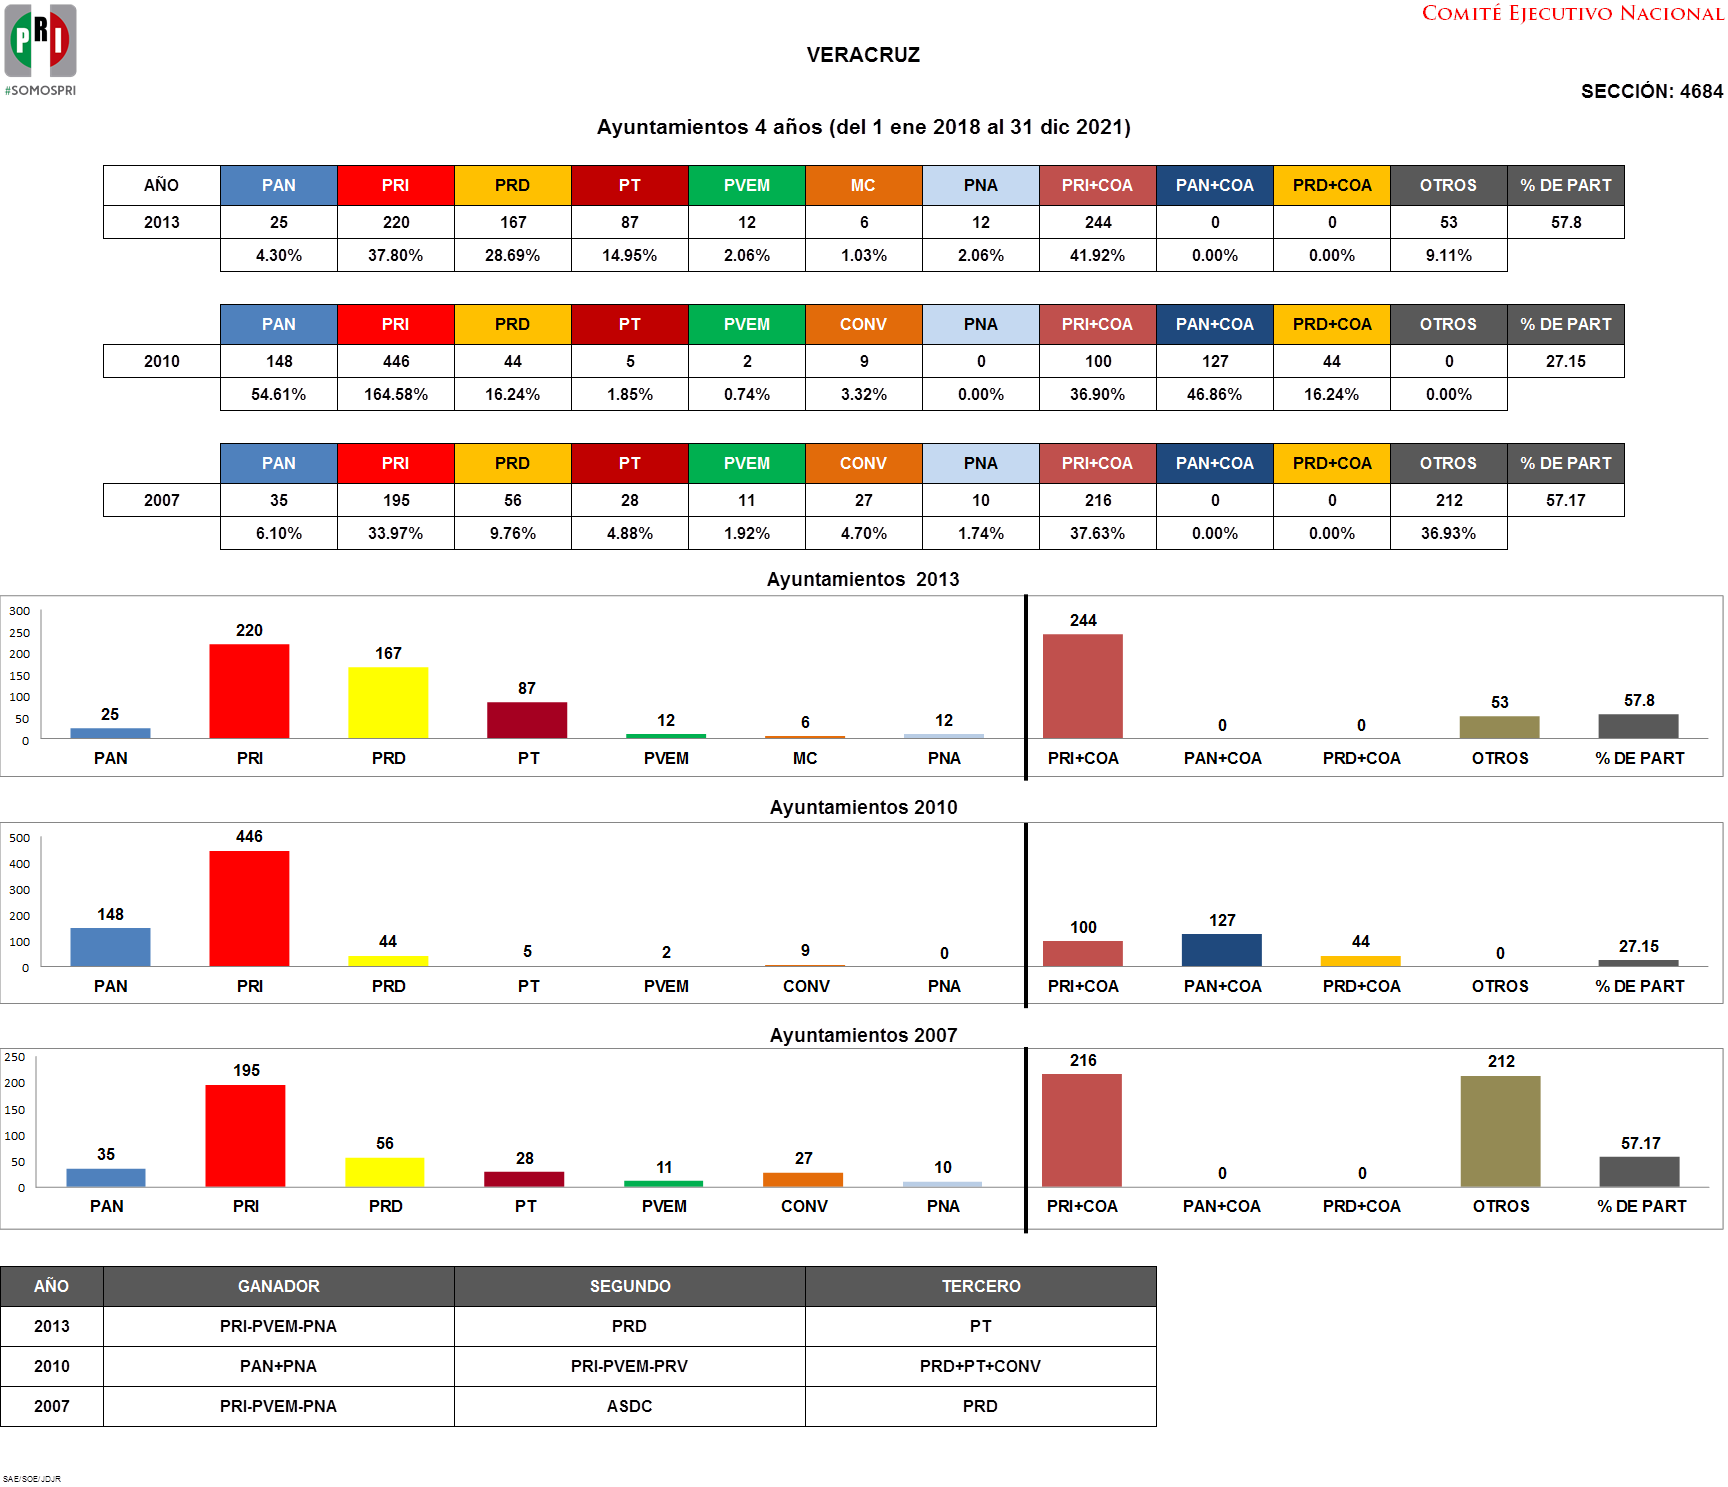 PRI
#SOMOSPRI
COMITÉ EJECUTIVO NACIONAL
VERACRUZ
SECCIÓN: 4684
Ayuntamientos 4 años (del 1 ene 2018 al 31 dic 2021)
AÑO PAN PRI PRD PT PVEM MC PNA PRI+COA PAN+COA PRD+COA OTROS % DE PART
2013 25 220 167 87 12 6 12 244 0 0 53 57.8
4.30% 37.80% 28.69% 14.95% 2.06% 1.03% 2.06% 41.92% 0.00% 0.00% 9.11%
PAN PRI PRD PT PVEM CONV PNA PRI+COA PAN+COA PRD+COA OTROS % DE PART
2010 148 446 44 5 2 9 0 100 127 44 0 27.15
54.61% 164.58% 16.24% 1.85% 0.74% 3.32% 0.00% 36.90% 46.86% 16.24% 0.00%
PAN PRI PRD PT PVEM CONV PNA PRI+COA PAN+COA PRD+COA OTROS % DE PART
2007 35 195 56 28 11 27 10 216 0 0 212 57.17
6.10% 33.97% 9.76% 4.88% 1.92% 4.70% 1.74% 37.63% 0.00% 0.00% 36.93%
Ayuntamientos 2013
300
250
200
150
100
50
0
25 220 167 87 12 6 12 244 0 0 53 57.8
PAN PRI PRD PT PVEM MC PNA PRI+COA PAN+COA PRD+COA OTROS % DE PART
Ayuntamientos 2010
500
400
300
200
100
0
148 446 44 5 2 9 0 100 127 44 0 27.15
PAN PRI PRD PT PVEM CONV PNA PRI+COA PAN+COA PRD+COA OTROS % DE PART
Ayuntamientos 2007
250
200
150
100
50
0
35 195 56 28 11 27 10 216 0 0 212 57.17
PAN PRI PRD PT PVEM CONV PNA PRI+COA PAN+COA PRD+COA OTROS % DE PART
AÑO GANADOR SEGUNDO TERCERO
2013 PRI-PVEM-PNA PRD PT
2010 PAN+PNA PRI-PVEM-PRV PRD+PT+CONV
2007 PRI-PVEM-PNA ASDC PRD
SAE/SOE/JDJR